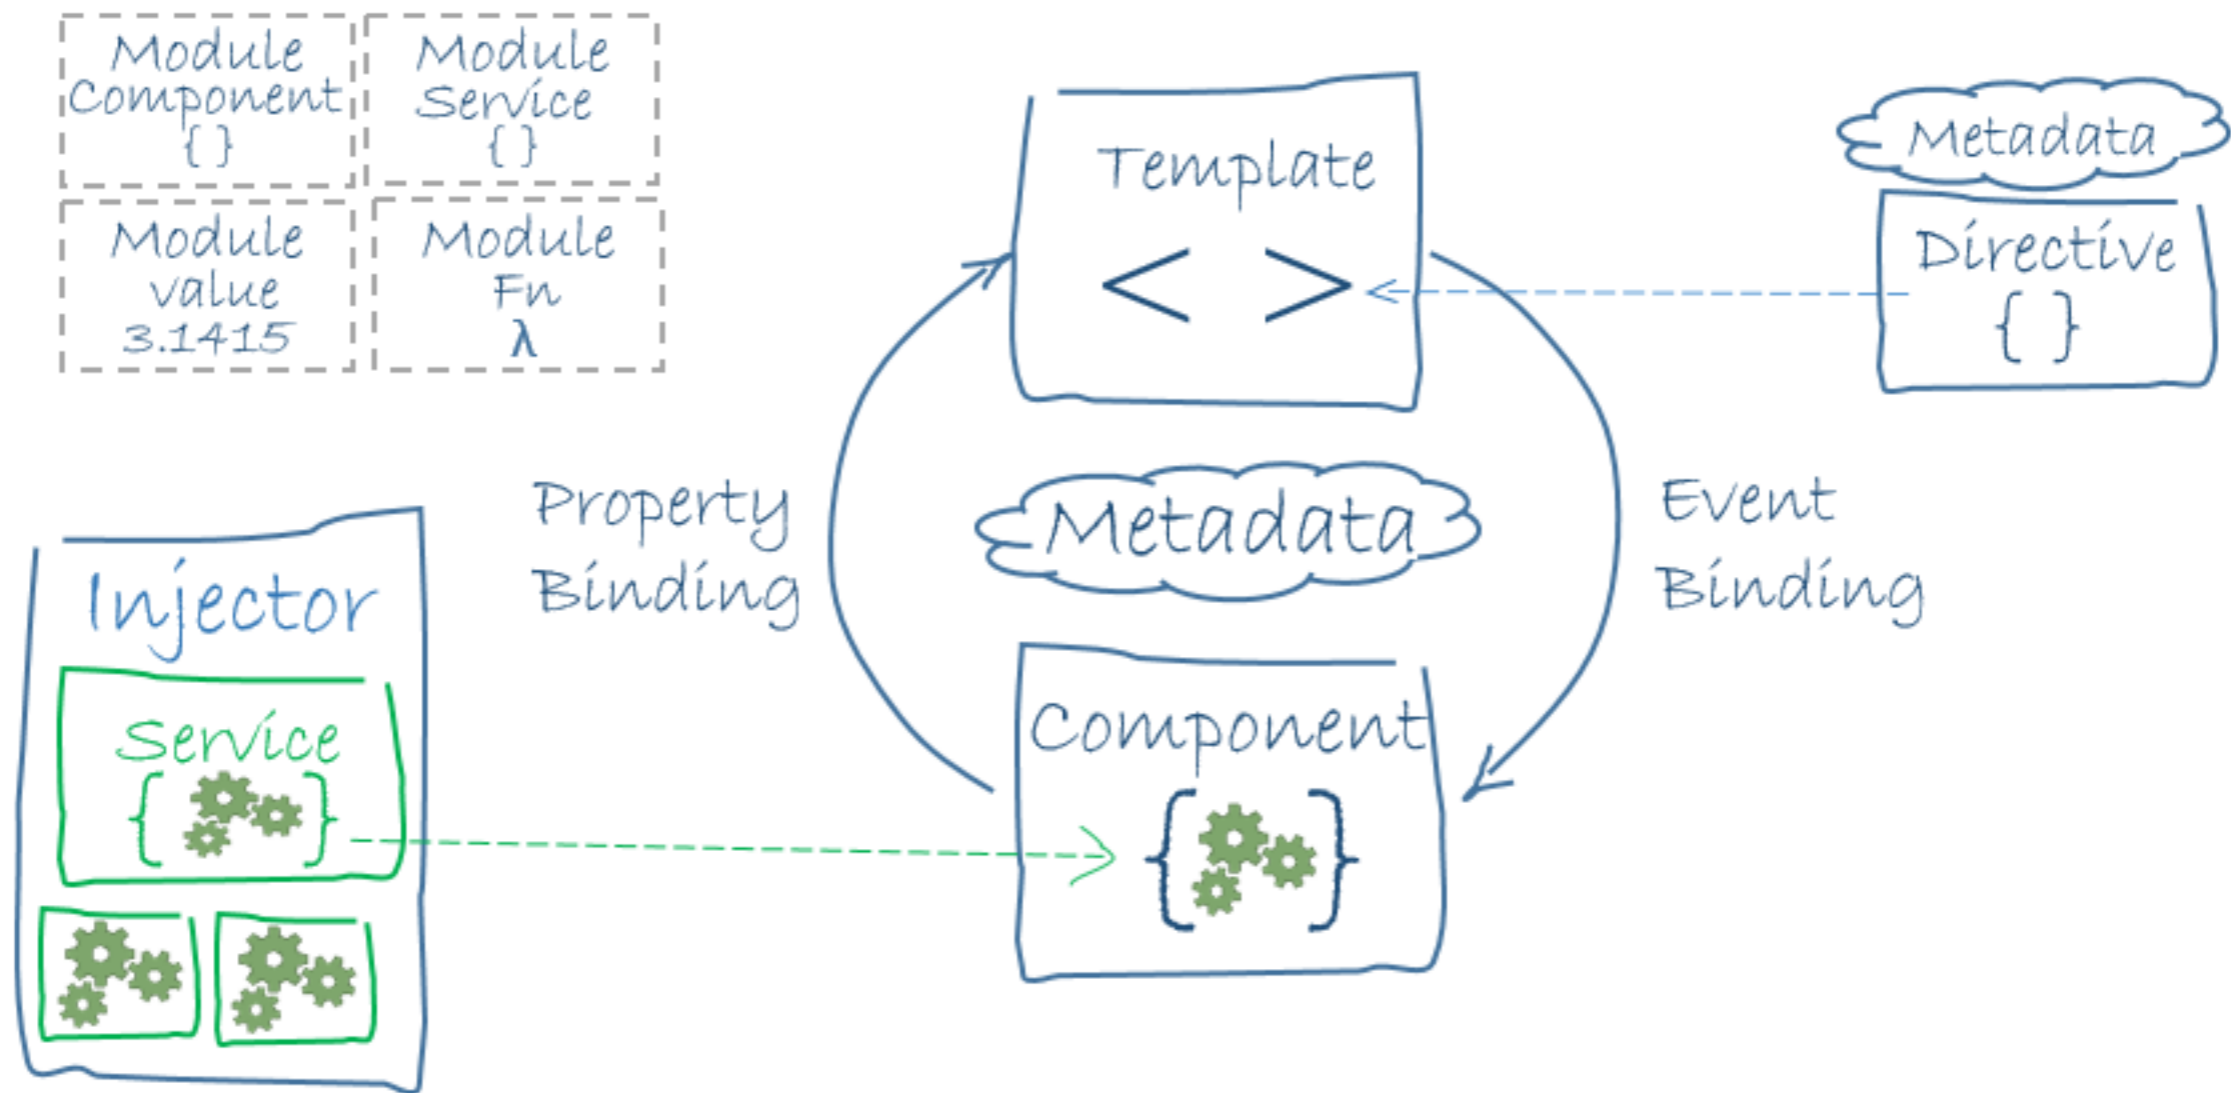 Module
Component
{ }
Module
Service
{ }
Module
value
3.1415
Module
Fn
λ
Template
< >
Metadata
Directive
{ }
Property
Binding
Metadata
Event
Binding
Injector
Service
{ }
Component
{ }